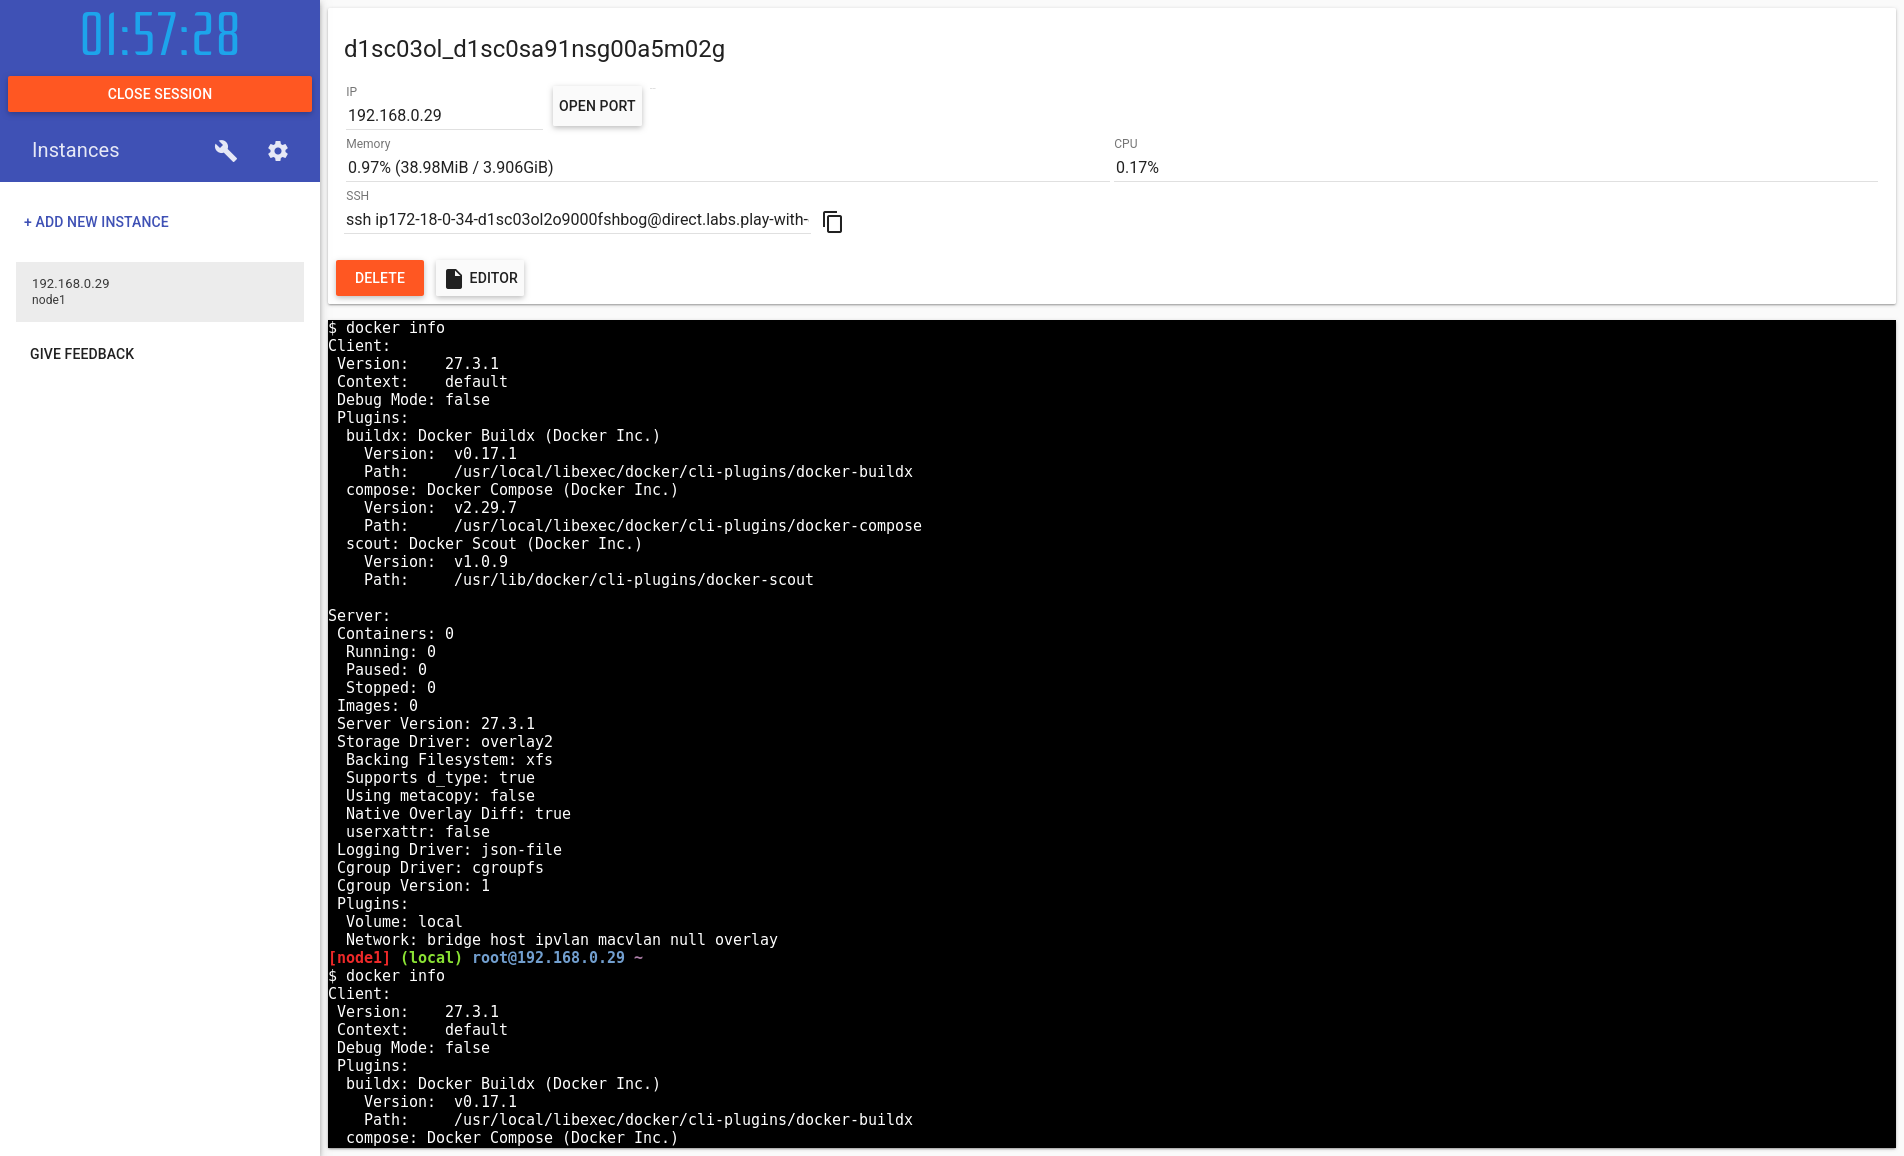 01:57:28
CLOSE SESSION
Instances
+ ADD NEW INSTANCE
192.168.0.29
node1
GIVE FEEDBACK
d1sc03ol_d1sc0sa91nsg00a5m02g
IP
192.168.0.29
OPEN PORT
Memory
0.97% (38.98MiB / 3.906GiB)
CPU
0.17%
SSH
ssh ip172-18-0-34-d1sc03ol2o9000fshbog@direct.labs.play-with-
DELETE
EDITOR
$ docker info
Client:
 Version:    27.3.1
 Context:    default
 Debug Mode: false
 Plugins:
  buildx: Docker Buildx (Docker Inc.)
    Version:  v0.17.1
    Path:     /usr/local/libexec/docker/cli-plugins/docker-buildx
  compose: Docker Compose (Docker Inc.)
    Version:  v2.29.7
    Path:     /usr/local/libexec/docker/cli-plugins/docker-compose
  scout: Docker Scout (Docker Inc.)
    Version:  v1.0.9
    Path:     /usr/lib/docker/cli-plugins/docker-scout

Server:
 Containers: 0
  Running: 0
  Paused: 0
  Stopped: 0
 Images: 0
 Server Version: 27.3.1
 Storage Driver: overlay2
  Backing Filesystem: xfs
  Supports d_type: true
  Using metacopy: false
  Native Overlay Diff: true
  userxattr: false
 Logging Driver: json-file
 Cgroup Driver: cgroupfs
 Cgroup Version: 1
 Plugins:
  Volume: local
  Network: bridge host ipvlan macvlan null overlay
[node1] (local) root@192.168.0.29 ~
$ docker info
Client:
 Version:    27.3.1
 Context:    default
 Debug Mode: false
 Plugins:
  buildx: Docker Buildx (Docker Inc.)
    Version:  v0.17.1
    Path:     /usr/local/libexec/docker/cli-plugins/docker-buildx
  compose: Docker Compose (Docker Inc.)